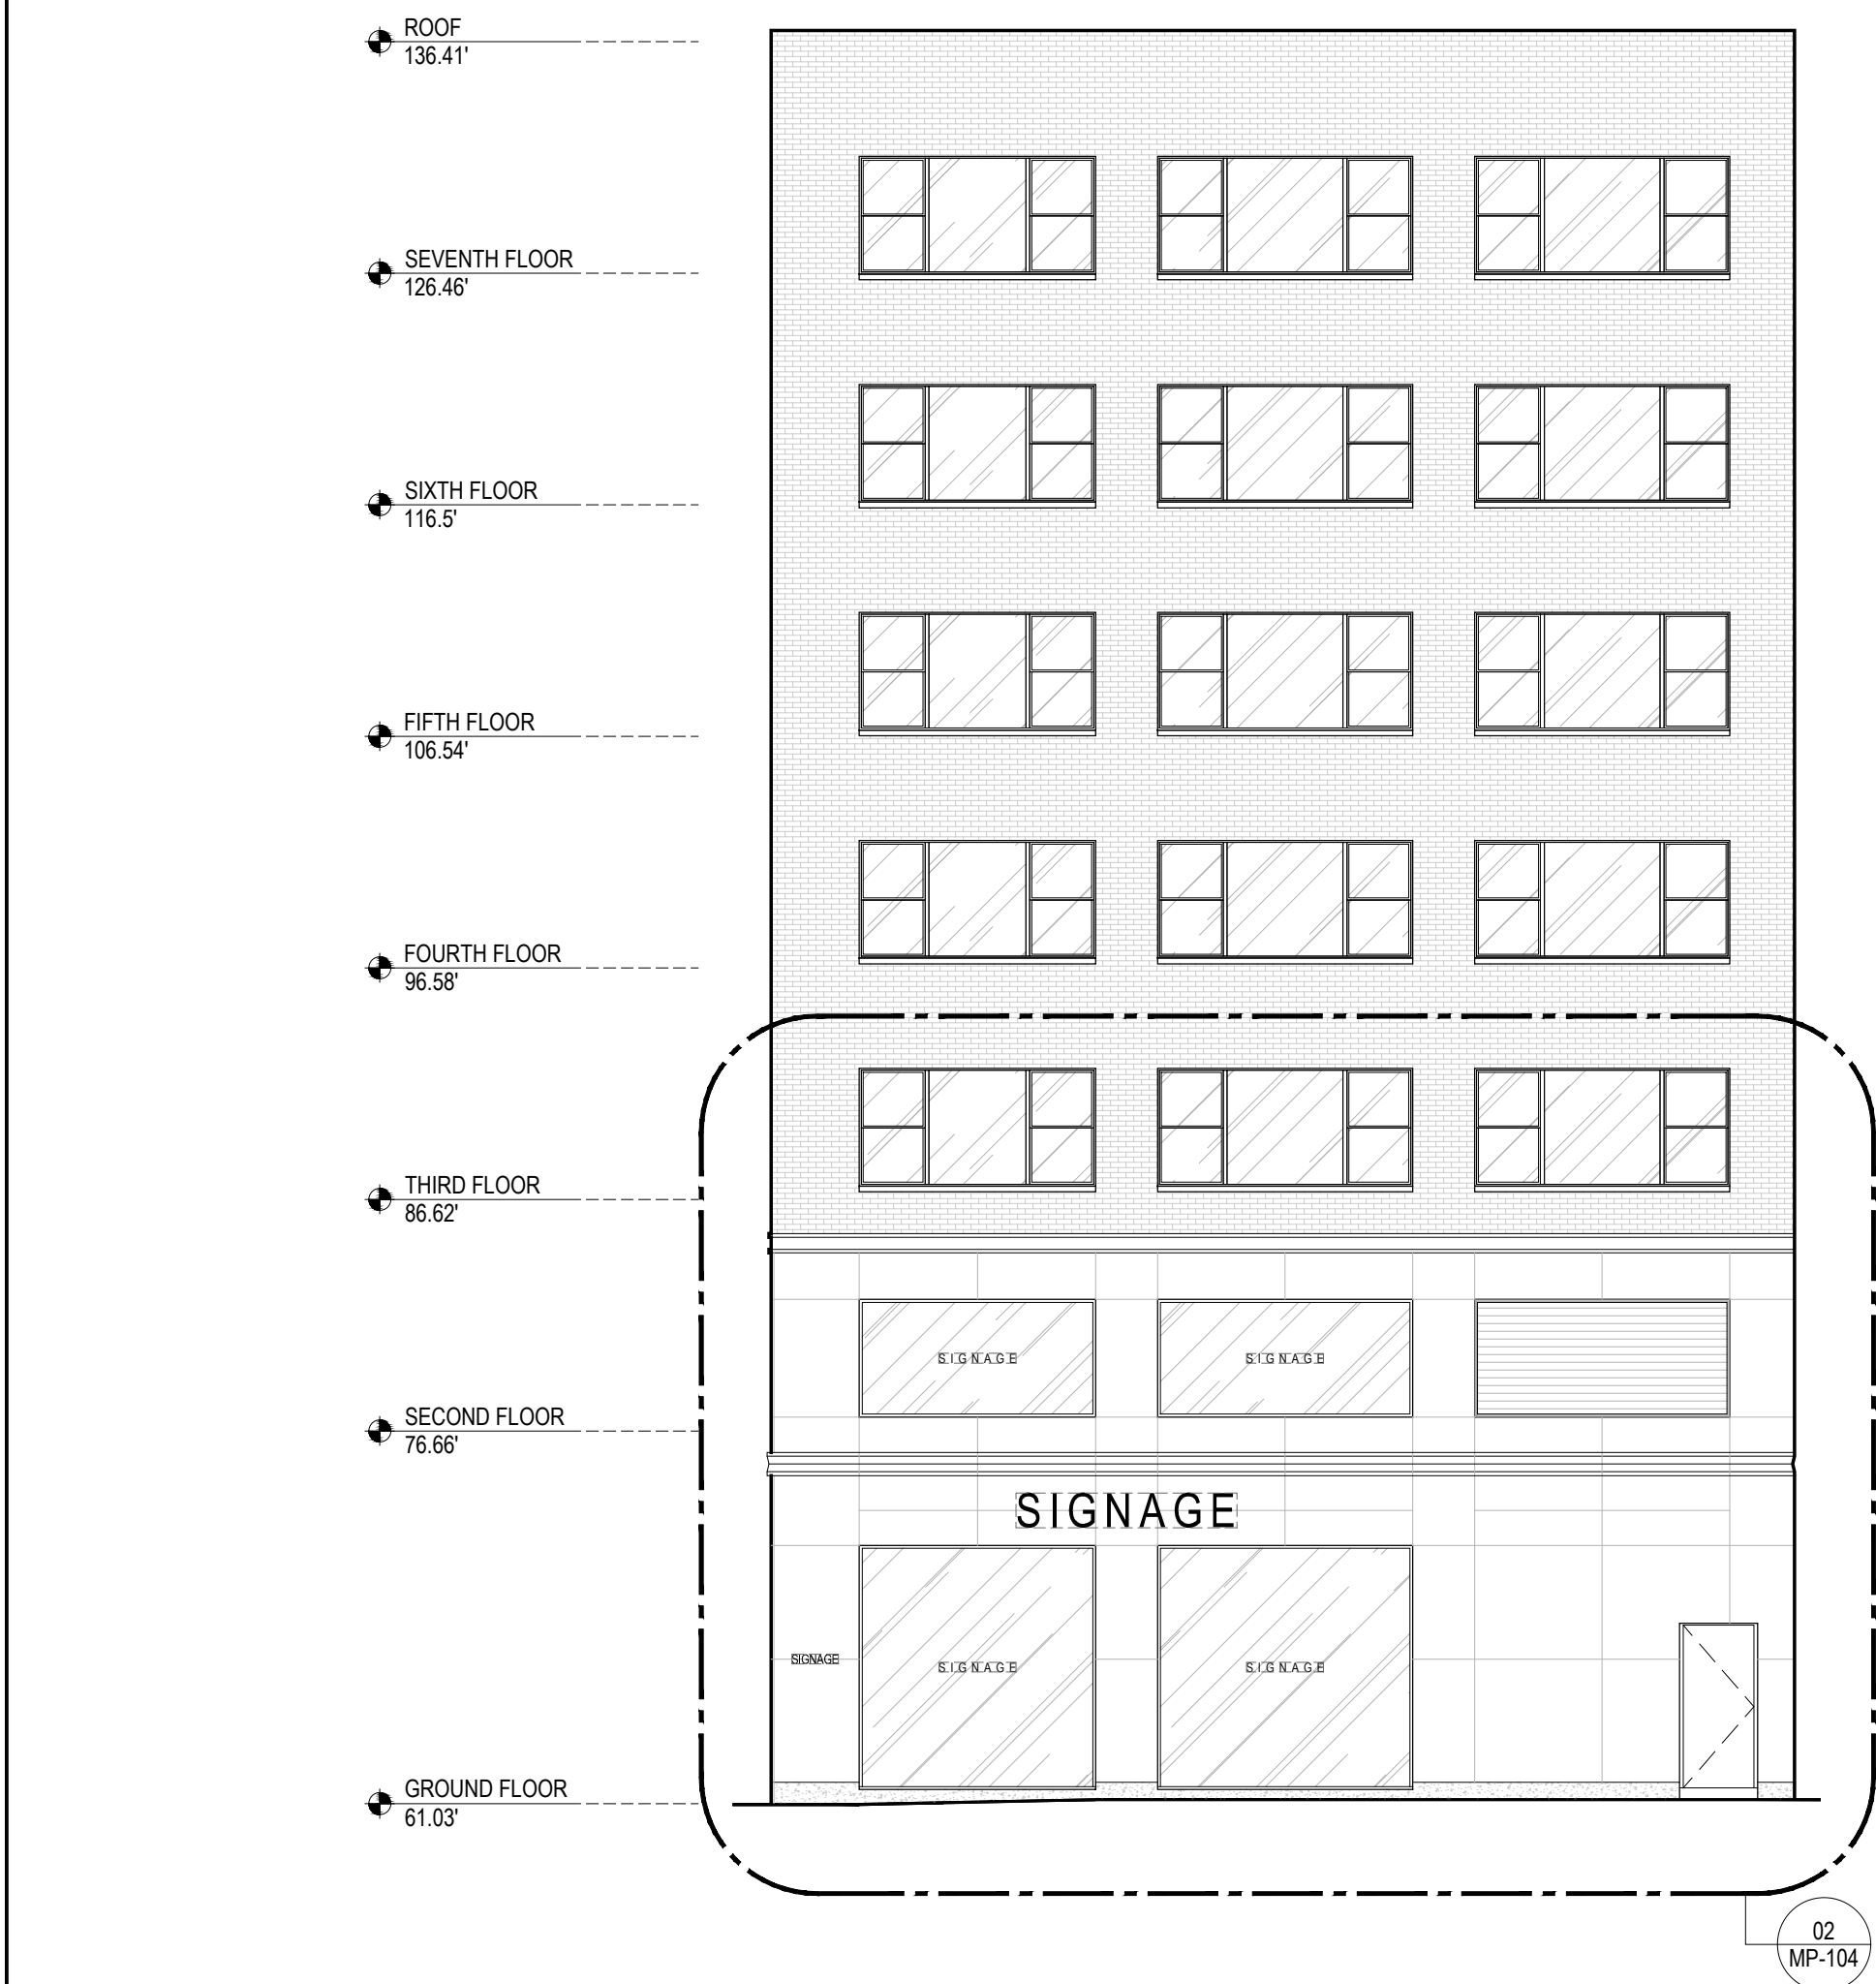 ROOF
136.41'
SEVENTH FLOOR
126.46'
SIXTH FLOOR
116.5'
FIFTH FLOOR
106.54'
FOURTH FLOOR
96.58'
THIRD FLOOR
86.62'
SIGNAGE SIGNAGE
SECOND FLOOR
76.66'
SIGNAGE
SIGNAGE SIGNAGE SIGNAGE
GROUND FLOOR
61.03'
02
MP-104